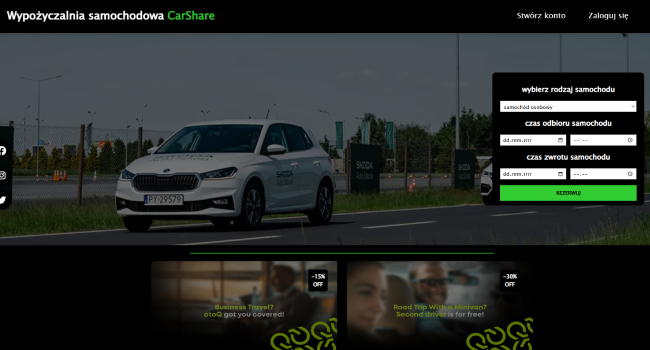 Wypożyczalnia samochodowa CarShare
Stwórz konto
Zaloguj się
wybierz rodzaj samochodu
samochód osobowy
czas odbioru samochodu
dd.mm.rrrr
--:--
czas zwrotu samochodu
dd.mm.rrrr
--:--
REZERWUJ
ŠKODA
PY 29579
-15%
OFF
Business Travel?
otoQ got you covered!
-30%
OFF
Road Trip With a Minivan?
Second driver is for free!